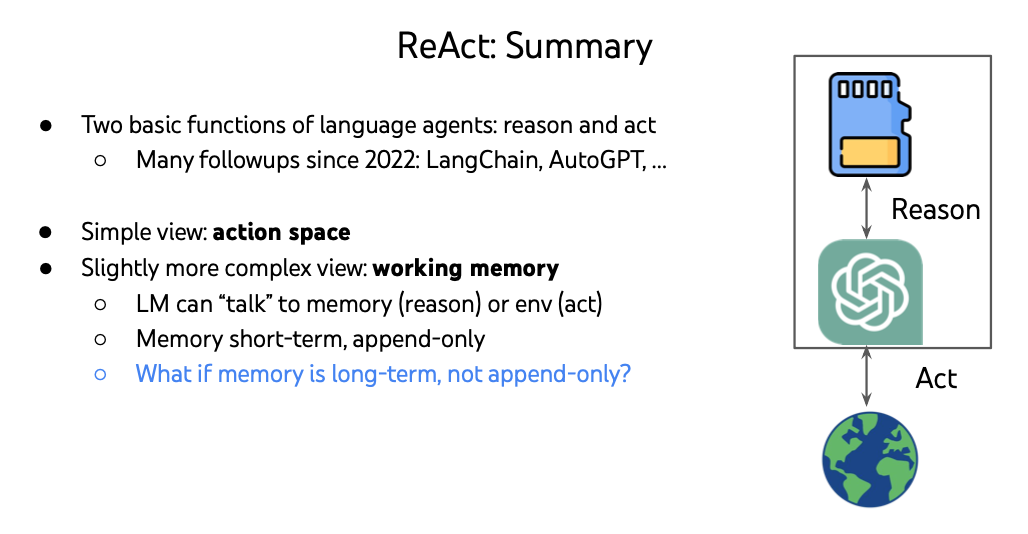 ReAct: Summary
● Two basic functions of language agents: reason and act
○ Many followups since 2022: LangChain, AutoGPT, ...
● Simple view: action space
● Slightly more complex view: working memory
○ LM can “talk” to memory (reason) or env (act)
○ Memory short-term, append-only
○ What if memory is long-term, not append-only?
Reason
Act